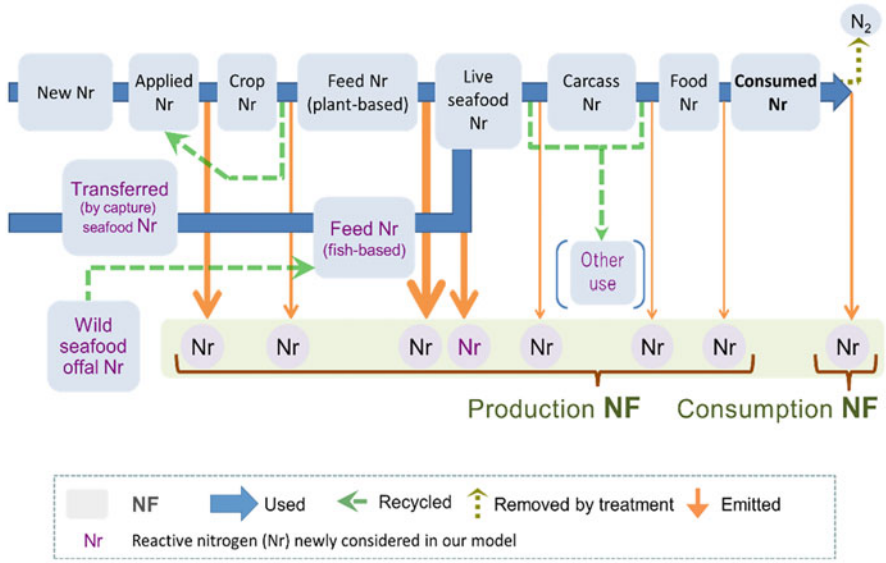 N2
New Nr
Applied
Nr
Crop
Nr
Feed Nr
(plant-based)
Live
seafood
Nr
Carcass
Nr
Food
Nr
Consumed
Nr
Transferred
(by capture)
seafood Nr
Feed Nr
(fish-based)
Other
use
Wild
seafood
offal Nr
Nr Nr Nr Nr Nr Nr Nr Nr
Production NF Consumption NF
NF Used Recycled Removed by treatment Emitted
Nr Reactive nitrogen (Nr) newly considered in our model